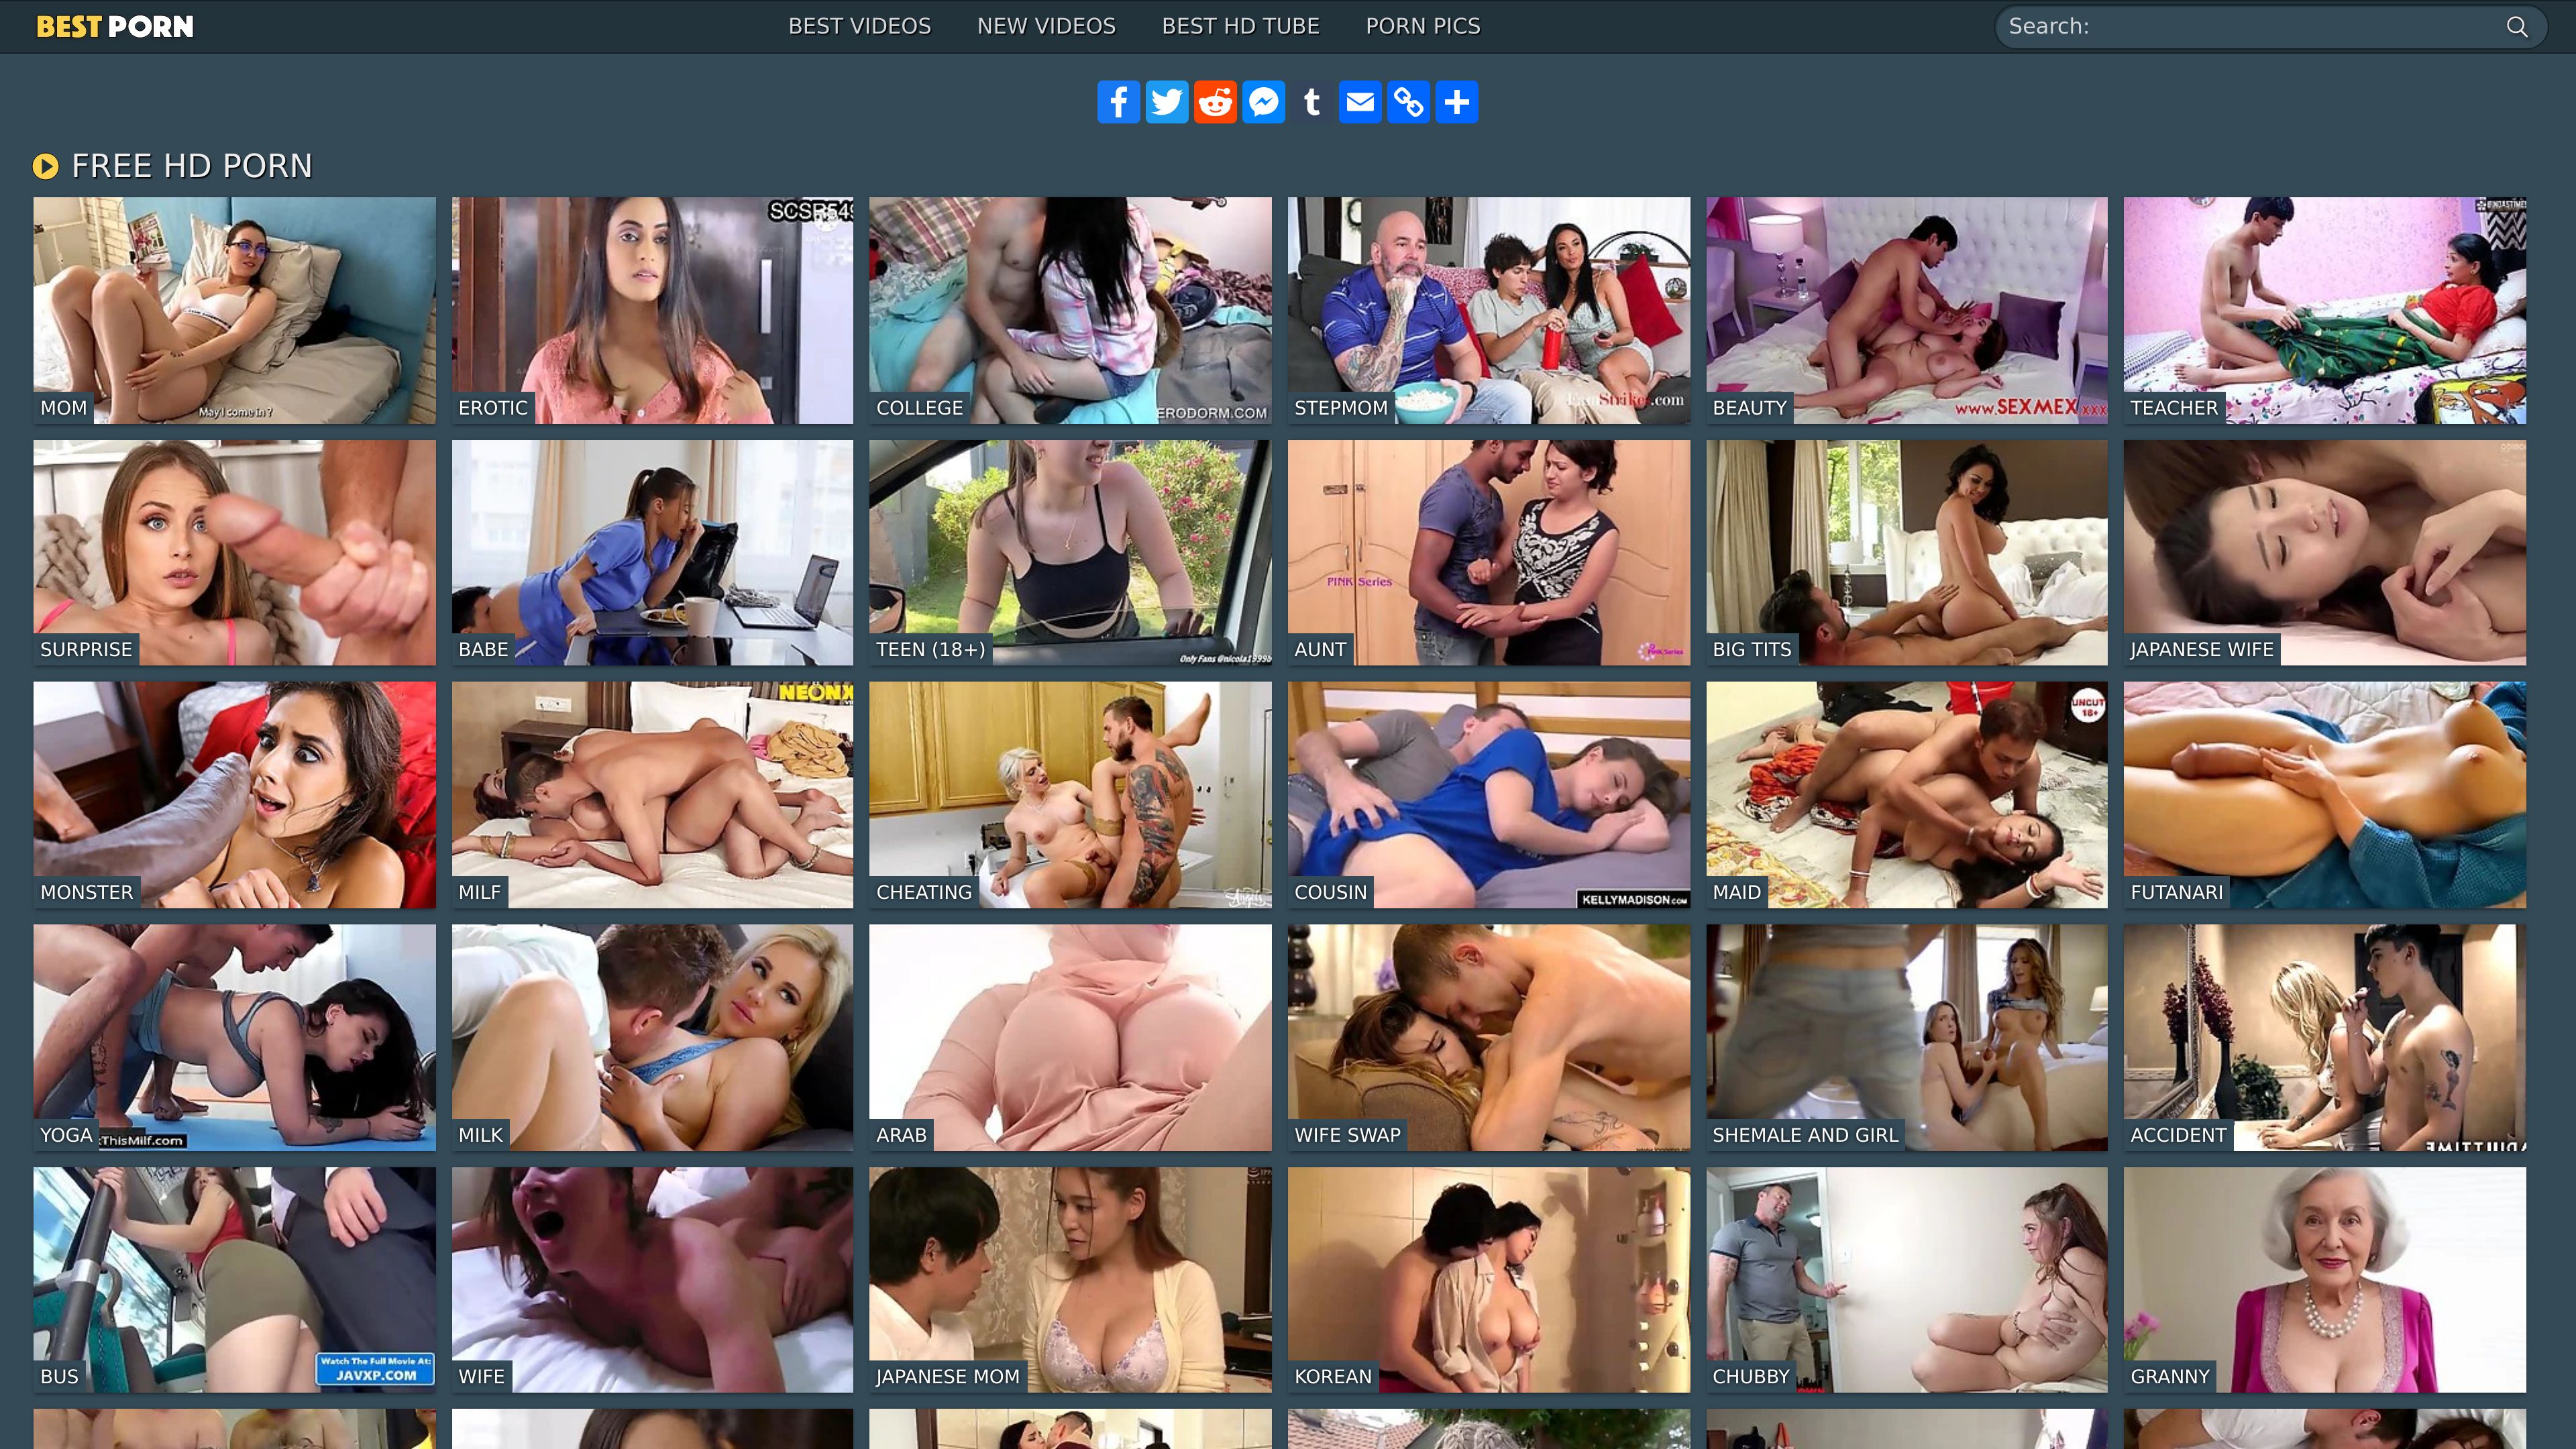 BEST PORN
BEST VIDEOS
NEW VIDEOS
BEST HD TUBE
PORN PICS
Search:
FREE HD PORN
MOM
May I come in?
EROTIC
COLLEGE
ERODORM.COM
STEPMOM
BEAUTY
www.SEXMEX.xxx
TEACHER
SURPRISE
BABE
TEEN (18+)
Only Fans @nicola1999b
AUNT
PINK Series
BIG TITS
JAPANESE WIFE
MONSTER
MILF
NEONX
CHEATING
COUSIN
KELLYMADISON.COM
MAID
UNCUT
18+
FUTANARI
YOGA
ThisMilf.com
MILK
ARAB
WIFE SWAP
SHEMALE AND GIRL
ACCIDENT
BUS
Watch The Full Movie At:
JAVXP.COM
WIFE
JAPANESE MOM
KOREAN
CHUBBY
GRANNY